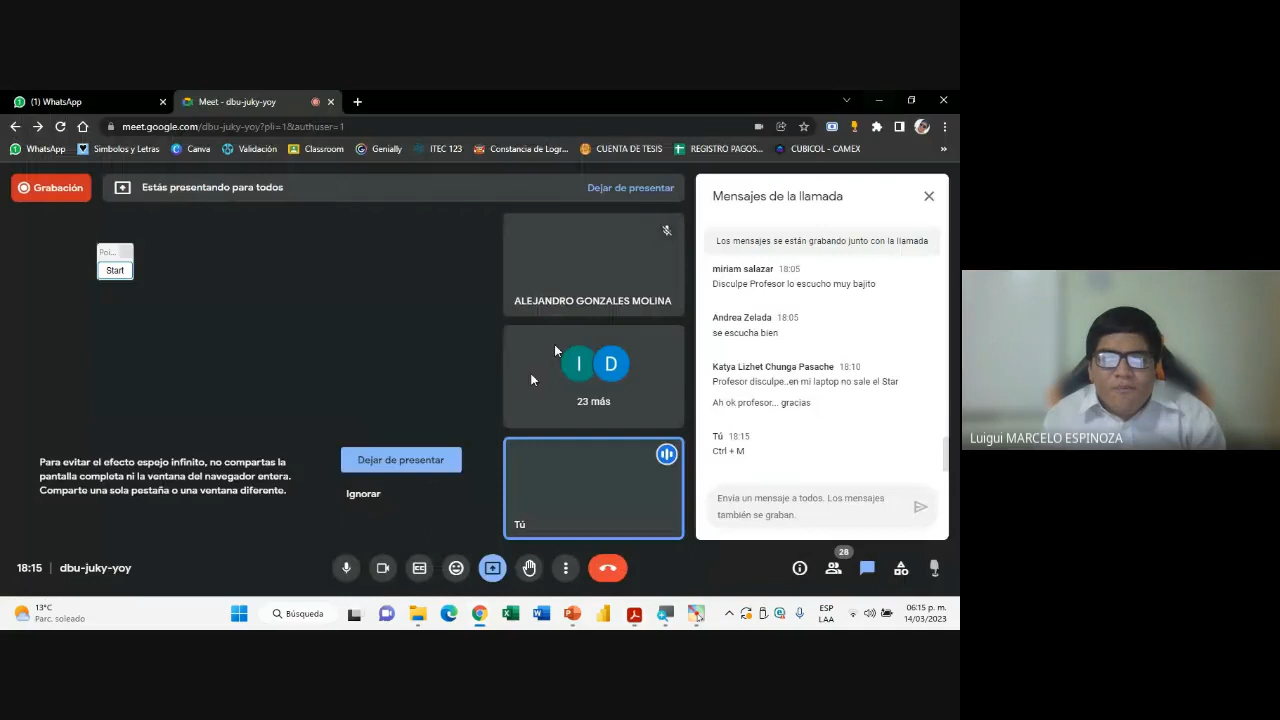 (1) WhatsApp
Meet - dbu-juky-yoy
meet.google.com/dbu-juky-yoy?pli=1&authuser=1
WhatsApp
Simbolos y Letras
Canva
Validación
Classroom
Genially
ITEC 123
Constancia de Logr...
CUENTA DE TESIS
REGISTRO PAGOS...
CUBICOL - CAMEX
»
Grabación
Estás presentando para todos
Dejar de presentar
Poi...
Start
ALEJANDRO GONZALES MOLINA
I
D
23 más
Para evitar el efecto espejo infinito, no compartas la
pantalla completa ni la ventana del navegador entera.
Comparte una sola pestaña o una ventana diferente.
Dejar de presentar
Ignorar
Tú
Mensajes de la llamada
Los mensajes se están grabando junto con la llamada
miriam salazar 18:05
Disculpe Profesor lo escucho muy bajito
Andrea Zelada 18:05
se escucha bien
Katya Lizhet Chunga Pasache 18:10
Profesor disculpe..en mi laptop no sale el Star
Ah ok profesor... gracias
Tú 18:15
Ctrl + M
Envía un mensaje a todos. Los mensajes
también se graban.
Luigui MARCELO ESPINOZA
18:15
dbu-juky-yoy
28
13°C
Parc. soleado
Búsqueda
ESP
LAA
06:15 p. m.
14/03/2023